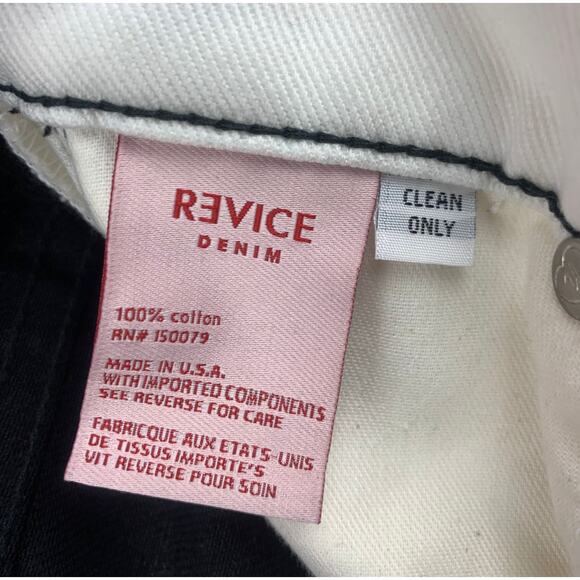 RƎVICE
DENIM
100% cotton
RN# 150079
MADE IN U.S.A.
WITH IMPORTED COMPONENTS
SEE REVERSE FOR CARE
FABRICQUE AUX ETATS-UNIS
DE TISSUS IMPORTE'S
VIT REVERSE POUR SOIN
CLEAN
ONLY